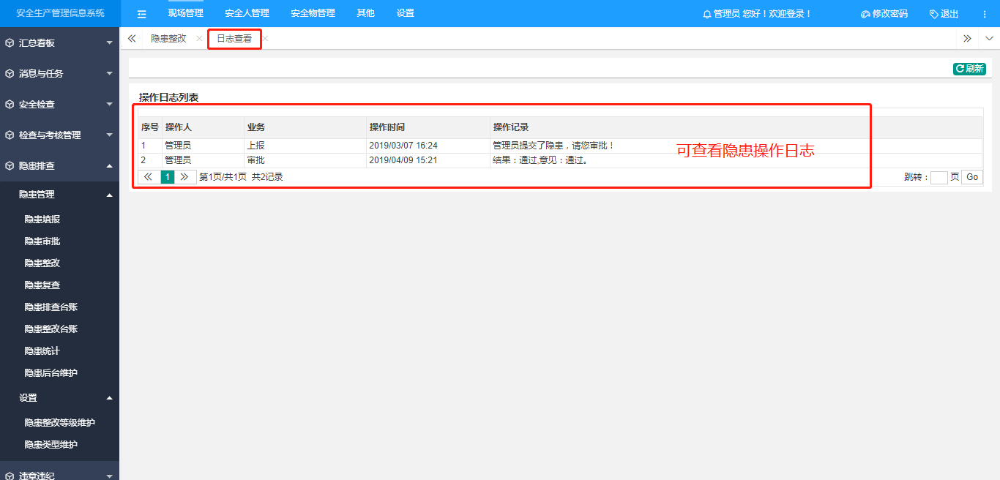 安全生产管理信息系统 现场管理 安全人管理 安全物管理 其他 设置 管理员 您好！欢迎登录！ 修改密码 退出
汇总看板
消息与任务
安全检查
检查与考核管理
隐患排查
隐患管理
隐患填报
隐患审批
隐患整改
隐患复查
隐患排查台账
隐患整改台账
隐患统计
隐患后台维护
设置
隐患整改等级维护
隐患类型维护
违章违纪
隐患整改 日志查看
刷新
操作日志列表
序号 操作人 业务 操作时间 操作记录
1 管理员 上报 2019/03/07 16:24 管理员提交了隐患，请您审批！
2 管理员 审批 2019/04/09 15:21 结果：通过,意见：通过。
可查看隐患操作日志
1 第1页/共1页 共2记录 跳转： 页 Go